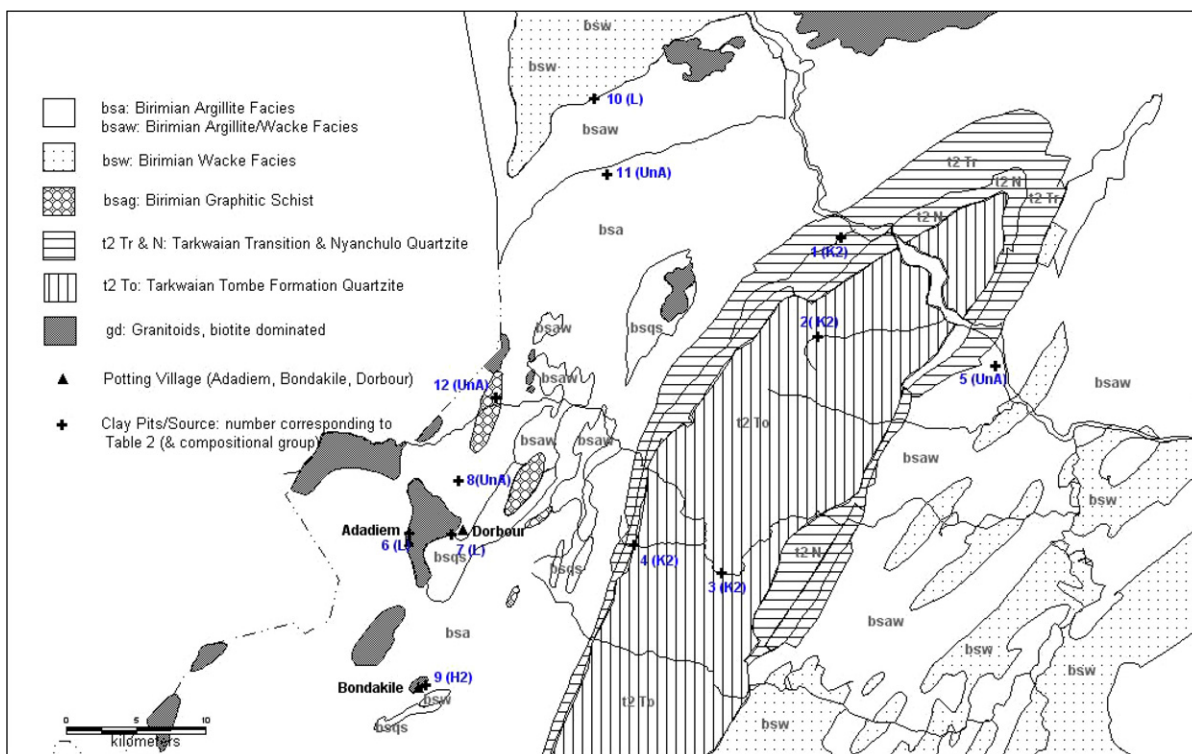 bsa: Birimian Argillite Facies
bsaw: Birimian Argillite/Wacke Facies
bsw: Birimian Wacke Facies
bsag: Birimian Graphitic Schist
t2 Tr & N: Tarkwaian Transition & Nyanchulo Quartzite
t2 To: Tarkwaian Tombe Formation Quartzite
gd: Granitoids, biotite dominated
Potting Village (Adadiem, Bondakile, Dorbour)
Clay Pits/Source: number corresponding to
Table 2 (& compositional group)
bsw
bsw
bsw
10 (L)
bsaw
11 (UnA)
t2 Tr
t2 N
t2 Tr
t2 N
bsa
1 (K2)
bsqs
2( K2)
bsaw
bsaw
5 (UnA)
bsaw
12 (UnA)
t2 To
bsaw
bsaw
bsaw
bsw
8(UnA)
Adadiem
Dorbour
6 (L)
7 (L)
bsqs
4 (K2)
t2 N
bsqs
3 (K2)
bsaw
bsa
9 (H2)
Bondakile
bsw
bsw
bsw
t2 To
bsw
bsqs
0 5 10
kilometers